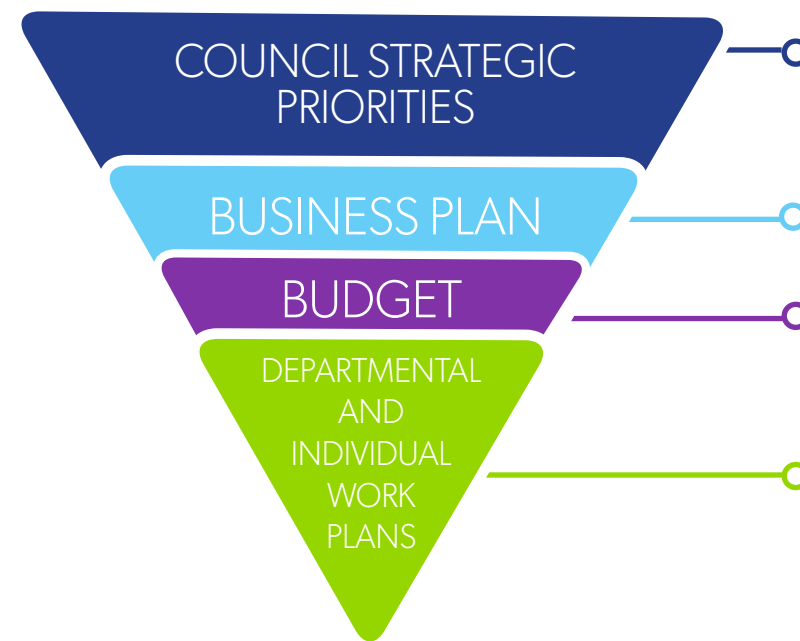 COUNCIL STRATEGIC
PRIORITIES
BUSINESS PLAN
BUDGET
DEPARTMENTAL
AND
INDIVIDUAL
WORK
PLANS